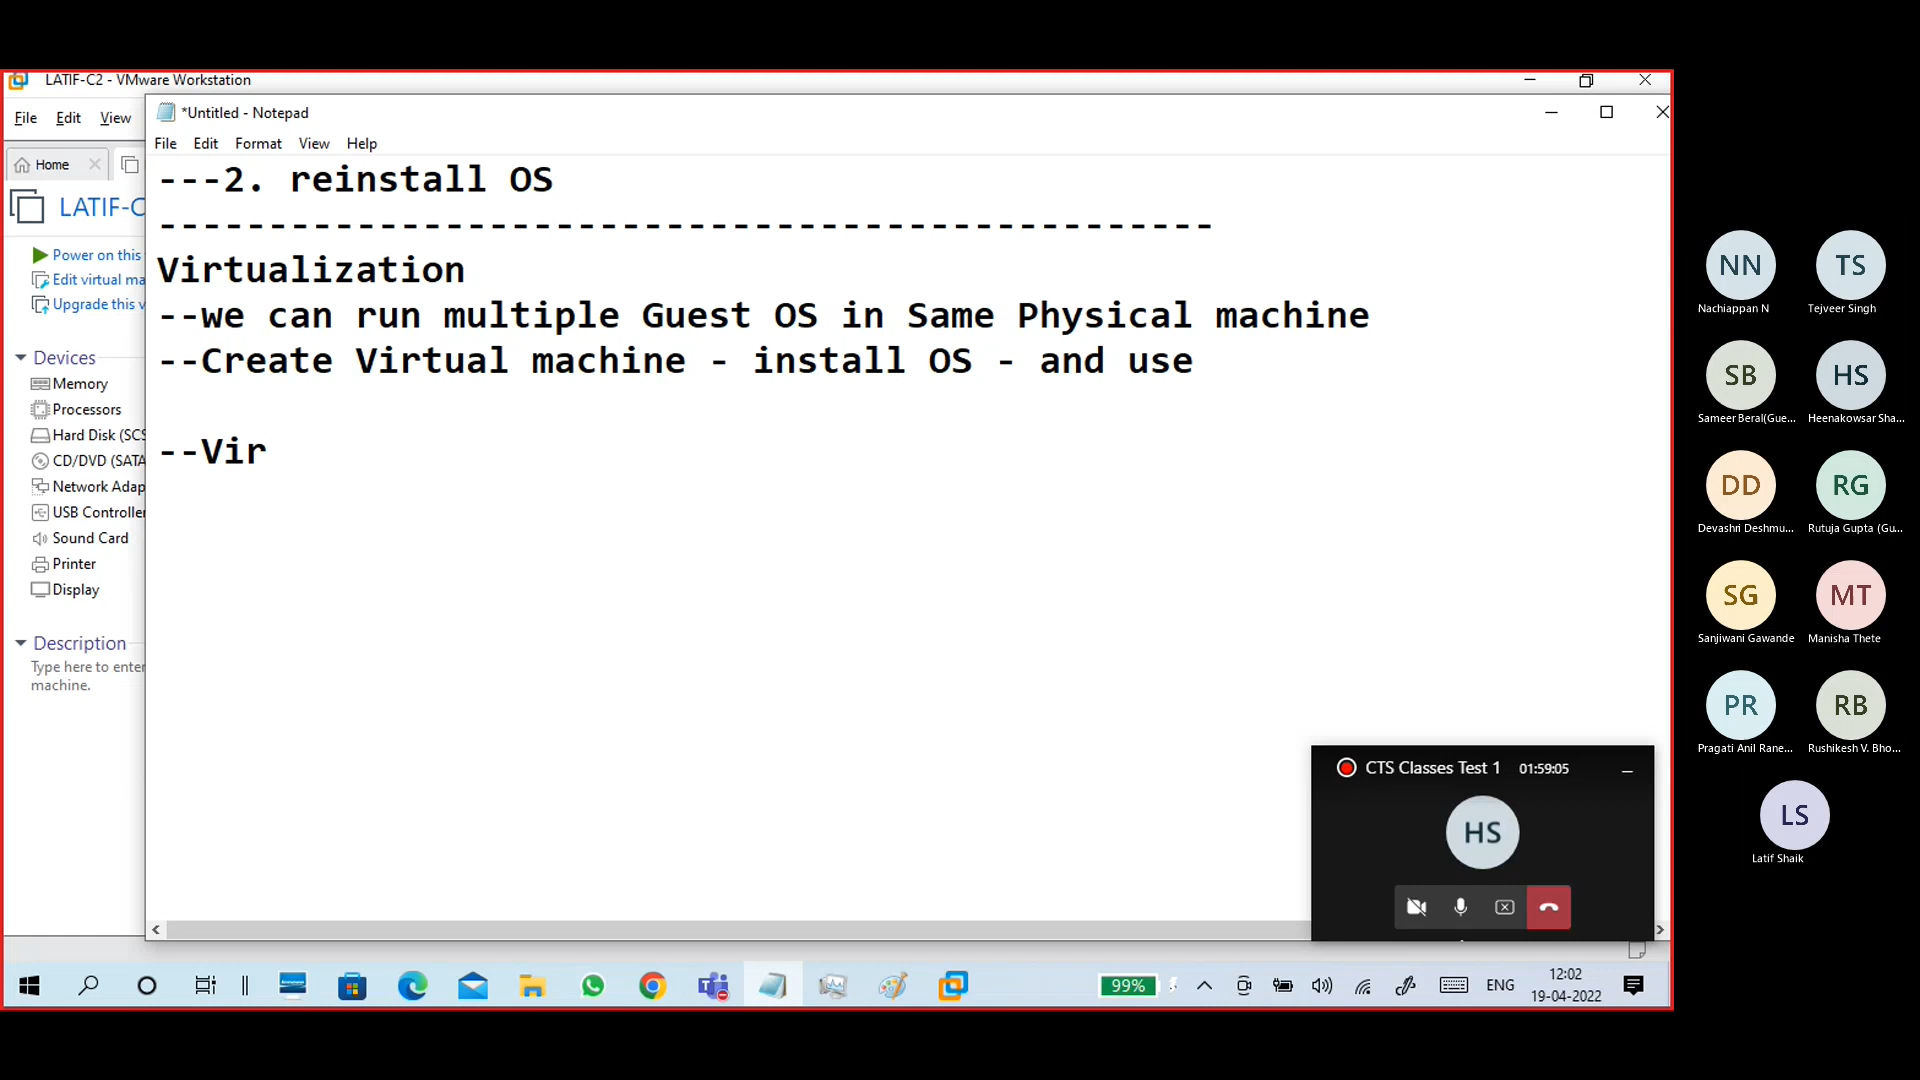 LATIF-C2 - VMware Workstation
File Edit View
*Untitled - Notepad
File Edit Format View Help
Home
LATIF-C
Power on this
Edit virtual ma
Upgrade this v
Devices
Memory
Processors
Hard Disk (SCS
CD/DVD (SATA
Network Adap
USB Controller
Sound Card
Printer
Display
Description
Type here to enter
machine.
---2. reinstall OS
------------------------------------------------
Virtualization
--we can run multiple Guest OS in Same Physical machine
--Create Virtual machine - install OS - and use
--Vir
CTS Classes Test 1 01:59:05
HS
99%
ENG
12:02
19-04-2022
NN TS
Nachiappan N Tejveer Singh
SB HS
Sameer Beral(Gue... Heenakowsar Sha...
DD RG
Devashri Deshmu... Rutuja Gupta (Gu...
SG MT
Sanjiwani Gawande Manisha Thete
PR RB
Pragati Anil Rane... Rushikesh V. Bho...
LS
Latif Shaik